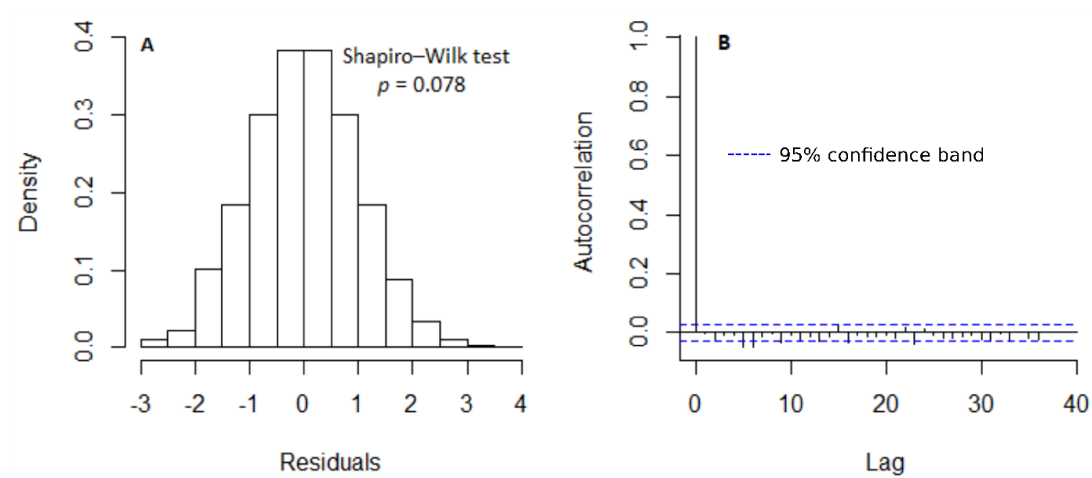 A
Shapiro–Wilk test
p = 0.078
Density
0.4
0.3
0.2
0.1
0.0
-3 -2 -1 0 1 2 3 4
Residuals
B
95% confidence band
Autocorrelation
1.0
0.8
0.6
0.4
0.2
0.0
0 10 20 30 40
Lag